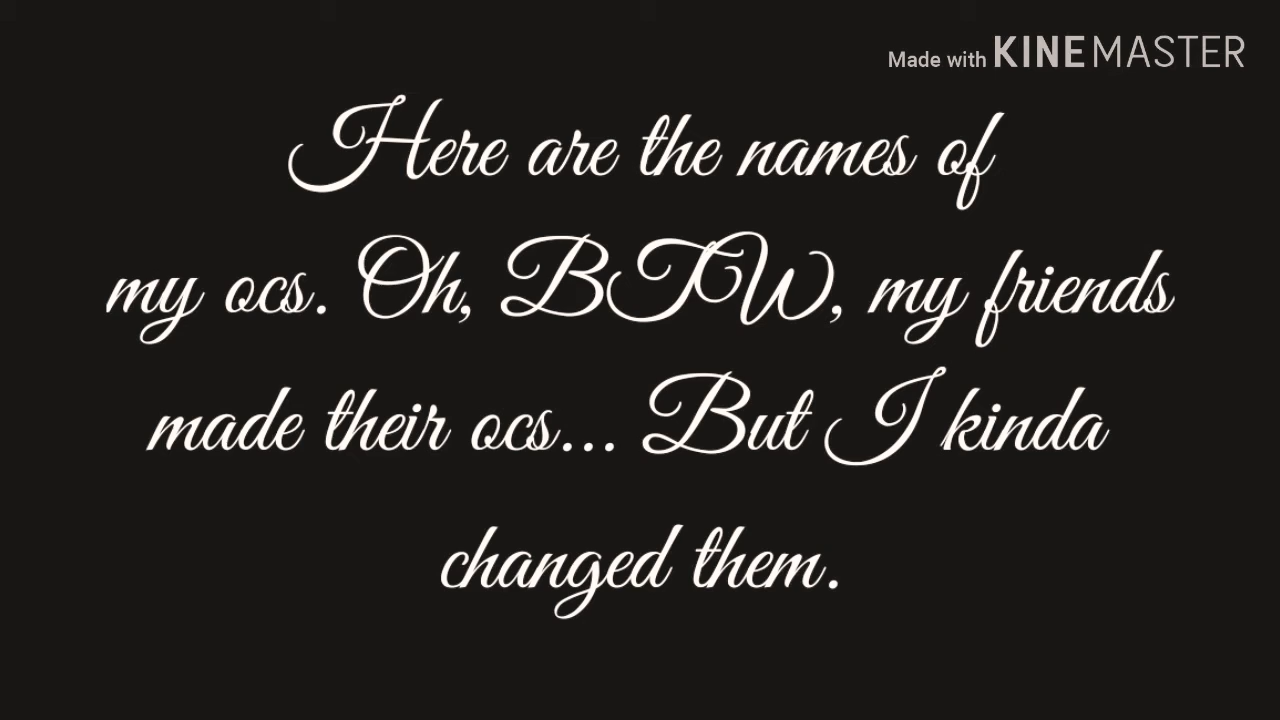 Made with KINEMASTER
Here are the names of
my ocs. Oh, BTW, my friends
made their ocs... But I kinda
changed them.